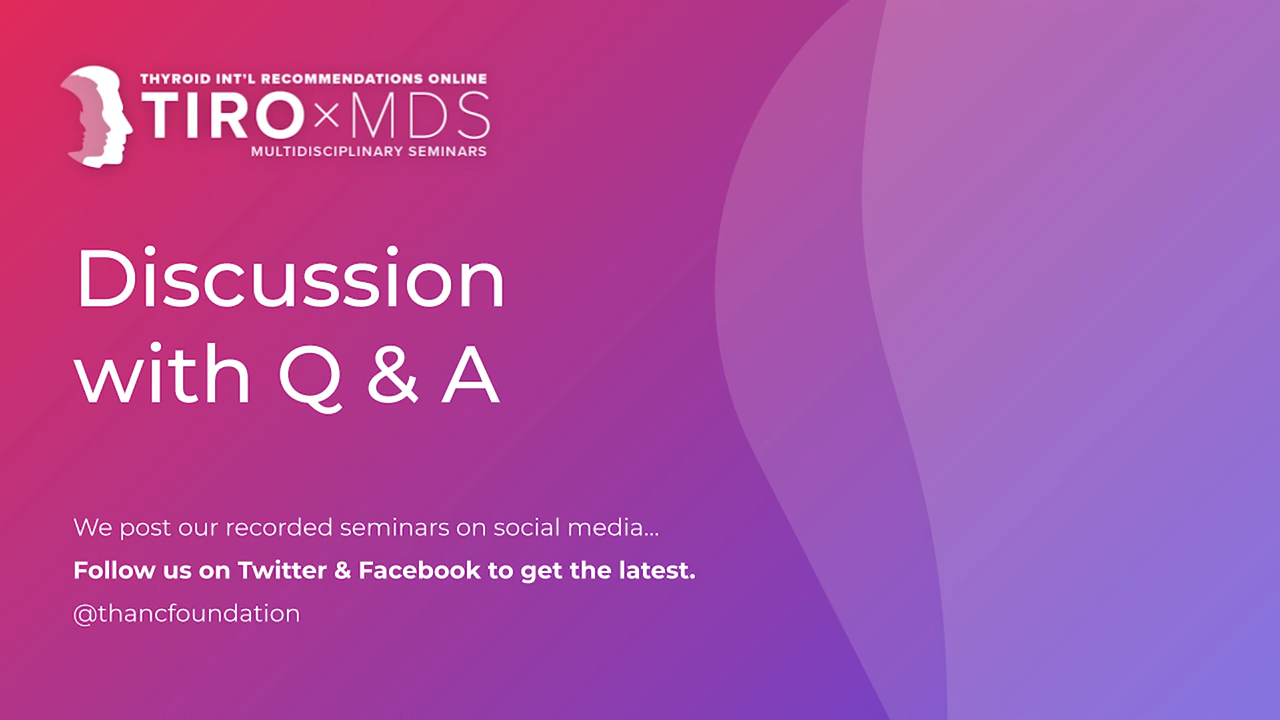 THYROID INT'L RECOMMENDATIONS ONLINE
TIRO×MDS
MULTIDISCIPLINARY SEMINARS
Discussion
with Q & A
We post our recorded seminars on social media...
Follow us on Twitter & Facebook to get the latest.
@thancfoundation